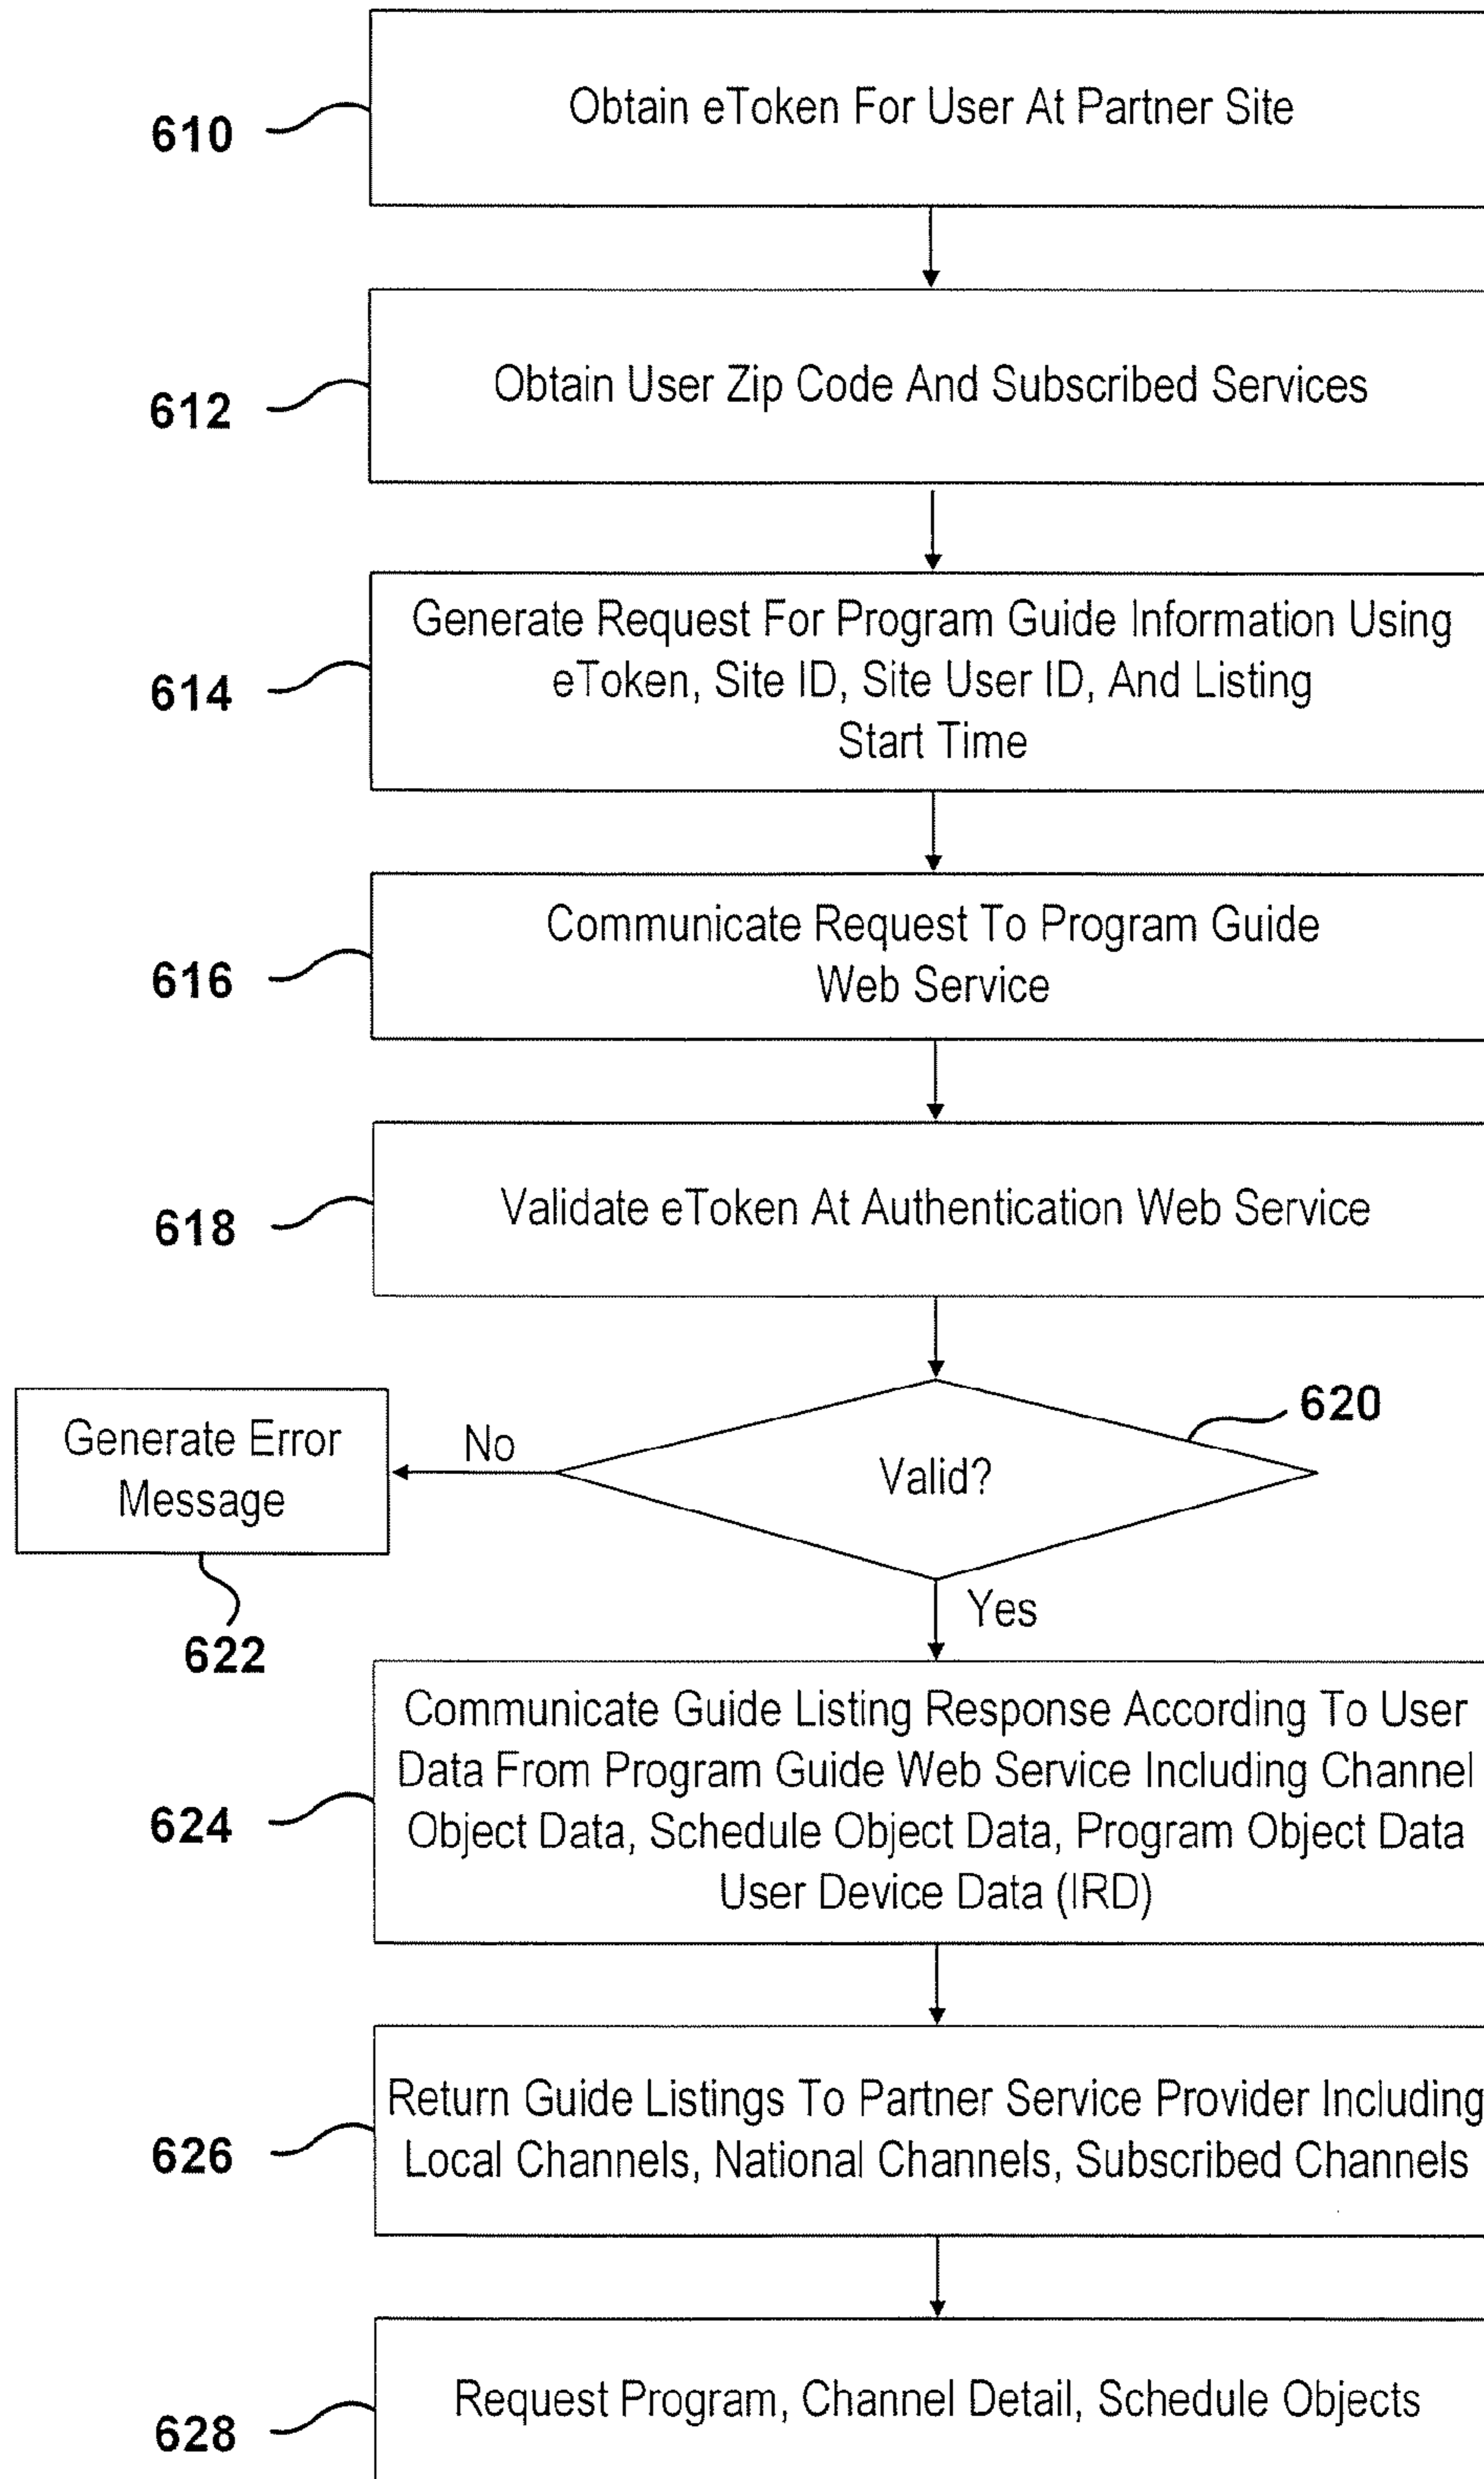 Obtain eToken For User At Partner Site
610
Obtain User Zip Code And Subscribed Services
612
Generate Request For Program Guide Information Using
eToken, Site ID, Site User ID, And Listing
Start Time
614
Communicate Request To Program Guide
Web Service
616
Validate eToken At Authentication Web Service
618
620
Valid?
No
Generate Error
Message
622
Yes
Communicate Guide Listing Response According To User
Data From Program Guide Web Service Including Channel
Object Data, Schedule Object Data, Program Object Data
User Device Data (IRD)
624
Return Guide Listings To Partner Service Provider Including
Local Channels, National Channels, Subscribed Channels
626
Request Program, Channel Detail, Schedule Objects
628